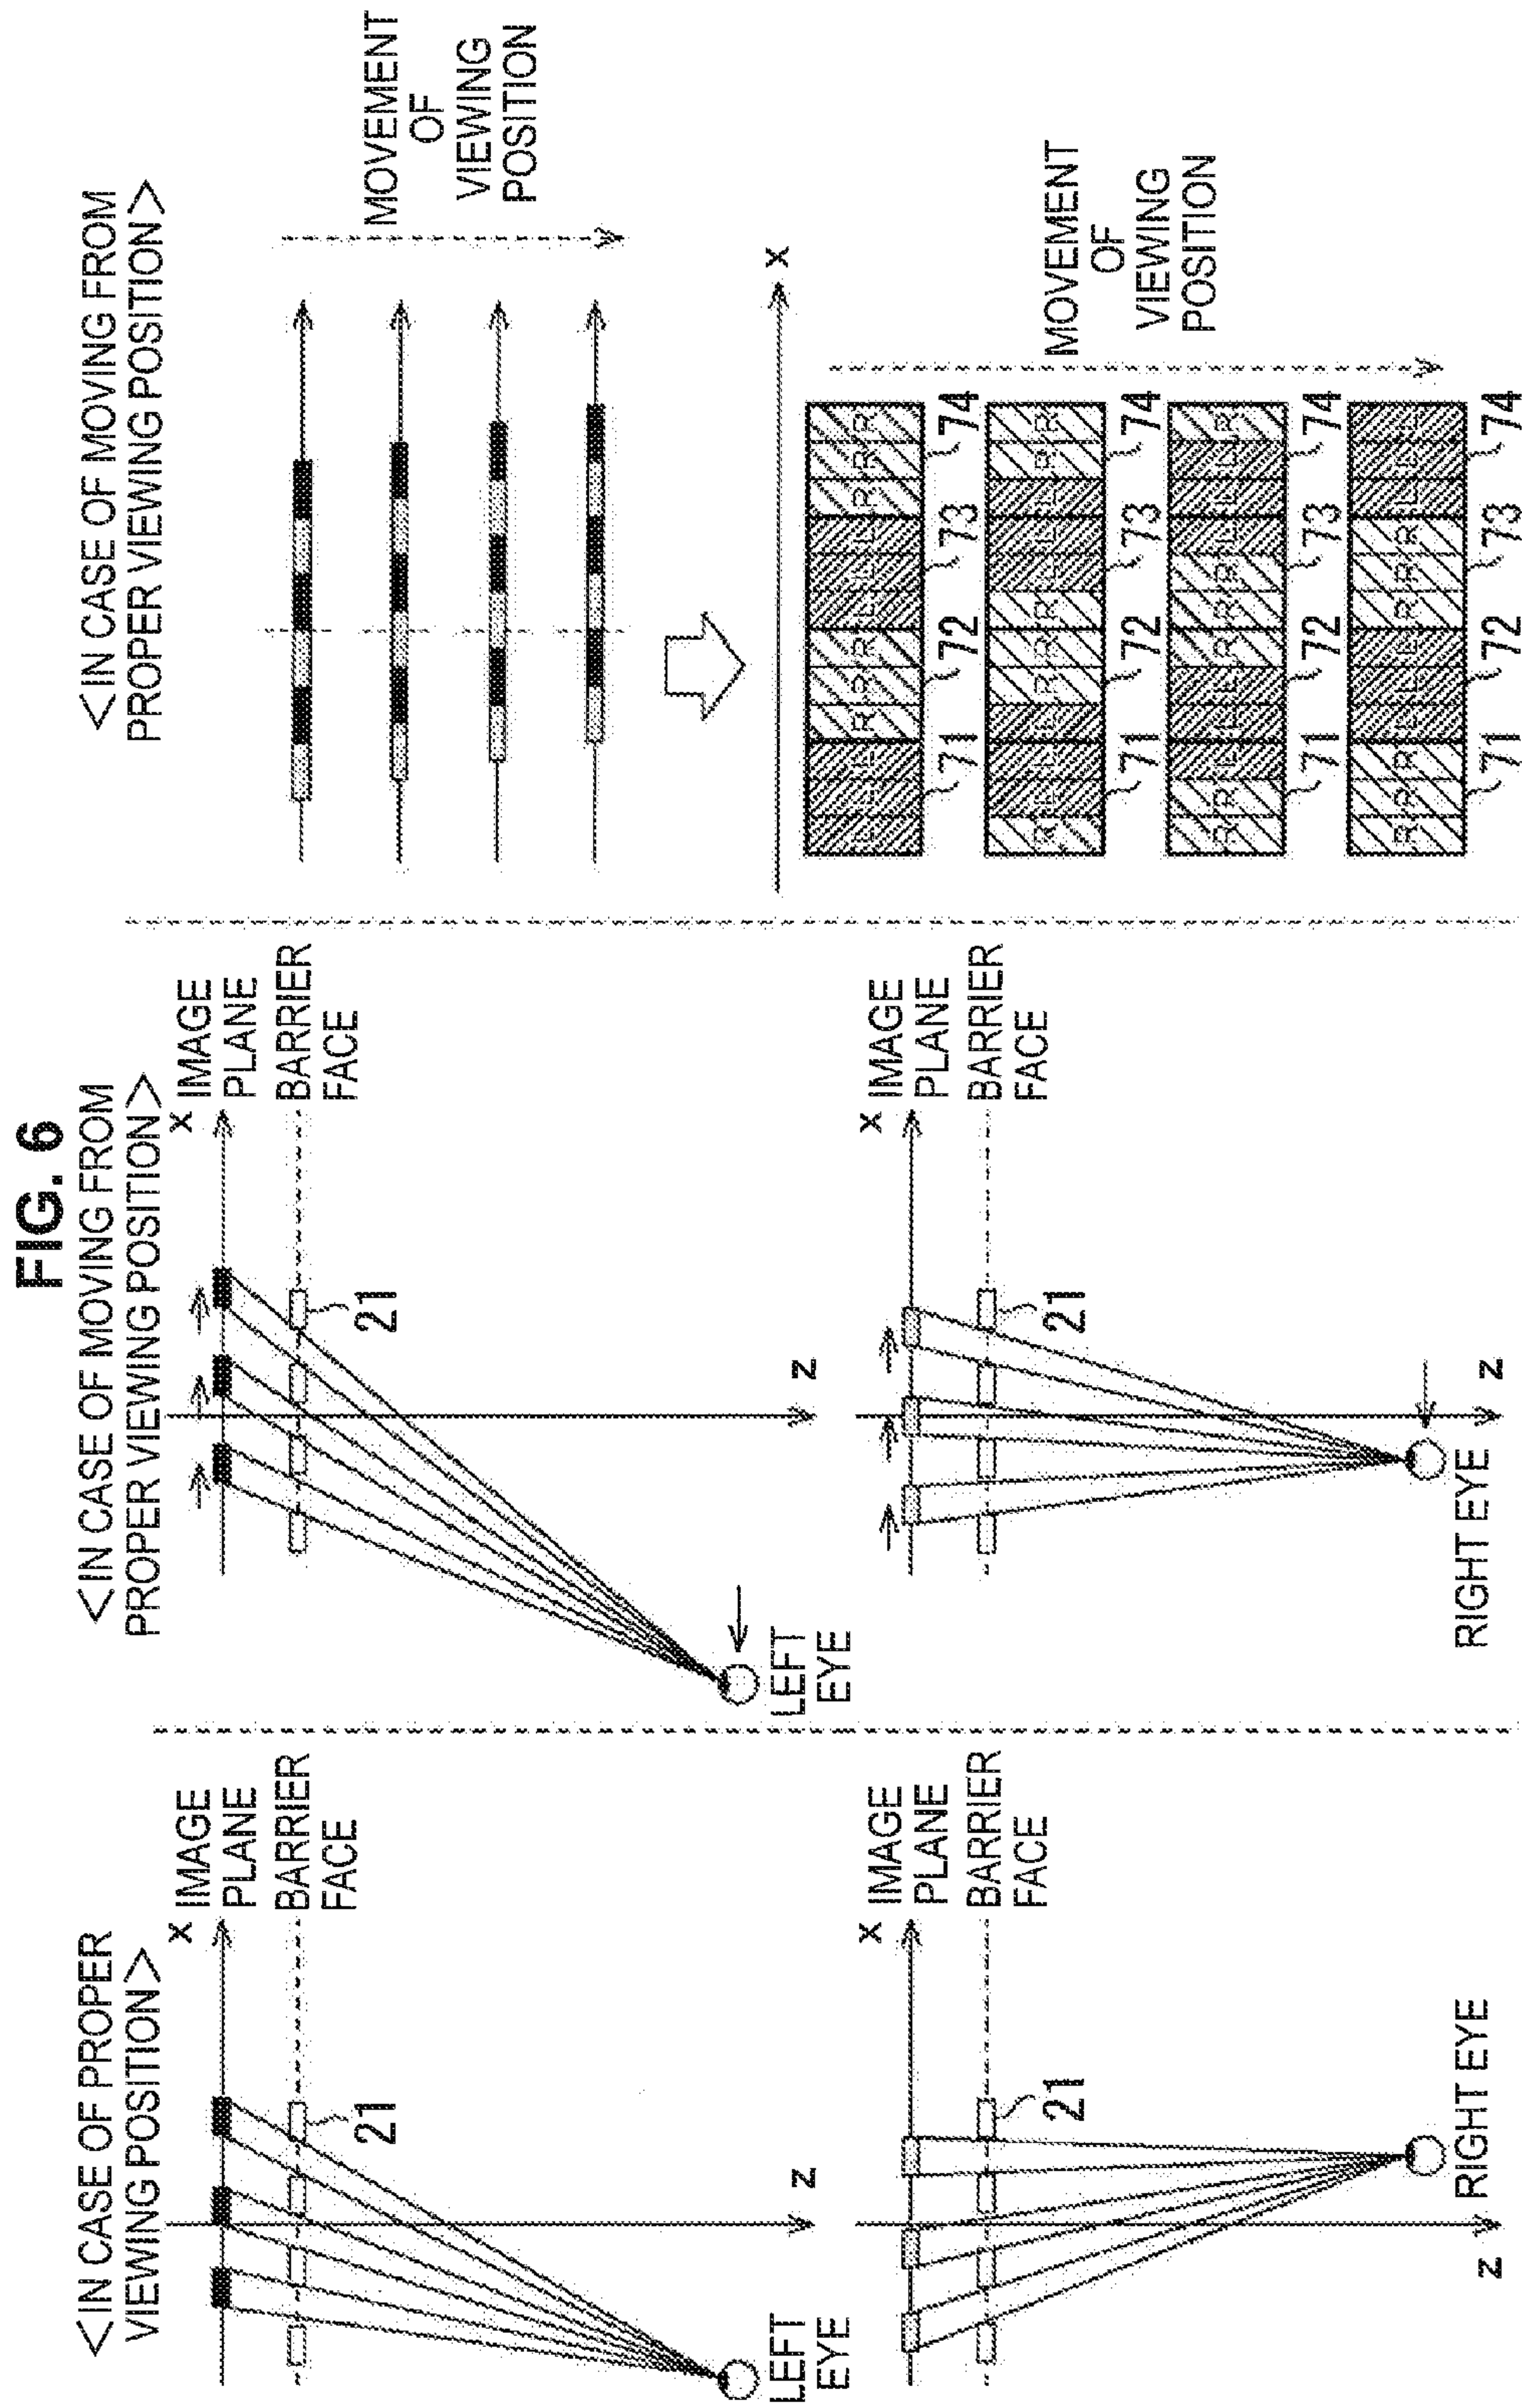 FIG. 6
<IN CASE OF PROPER
VIEWING POSITION>
x
IMAGE
PLANE
BARRIER
FACE
21
z
LEFT
EYE
x
IMAGE
PLANE
BARRIER
FACE
21
z
RIGHT EYE
<IN CASE OF MOVING FROM
PROPER VIEWING POSITION>
x
IMAGE
PLANE
BARRIER
FACE
21
z
LEFT
EYE
x
IMAGE
PLANE
BARRIER
FACE
21
z
RIGHT EYE
<IN CASE OF MOVING FROM
PROPER VIEWING POSITION>
MOVEMENT
OF
VIEWING
POSITION
x
L L L R R R L L L R R R
71 72 73 74
R L L L R R R L L L R R
71 72 73 74
R R L L L R R R L L L R
71 72 73 74
R R R L L L R R R L L L
71 72 73 74
MOVEMENT
OF
VIEWING
POSITION